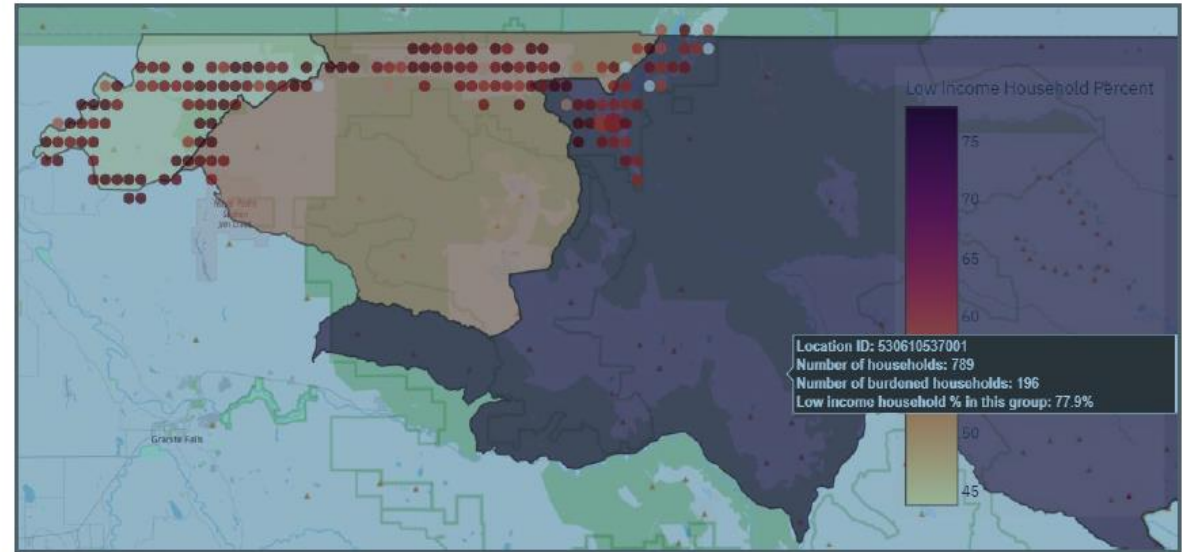 Low Income Household Percent
75
70
65
60
Location ID: 530610537001
Number of households: 789
Number of burdened households: 196
Low income household % in this group: 77.9%
50
45
Granite Falls